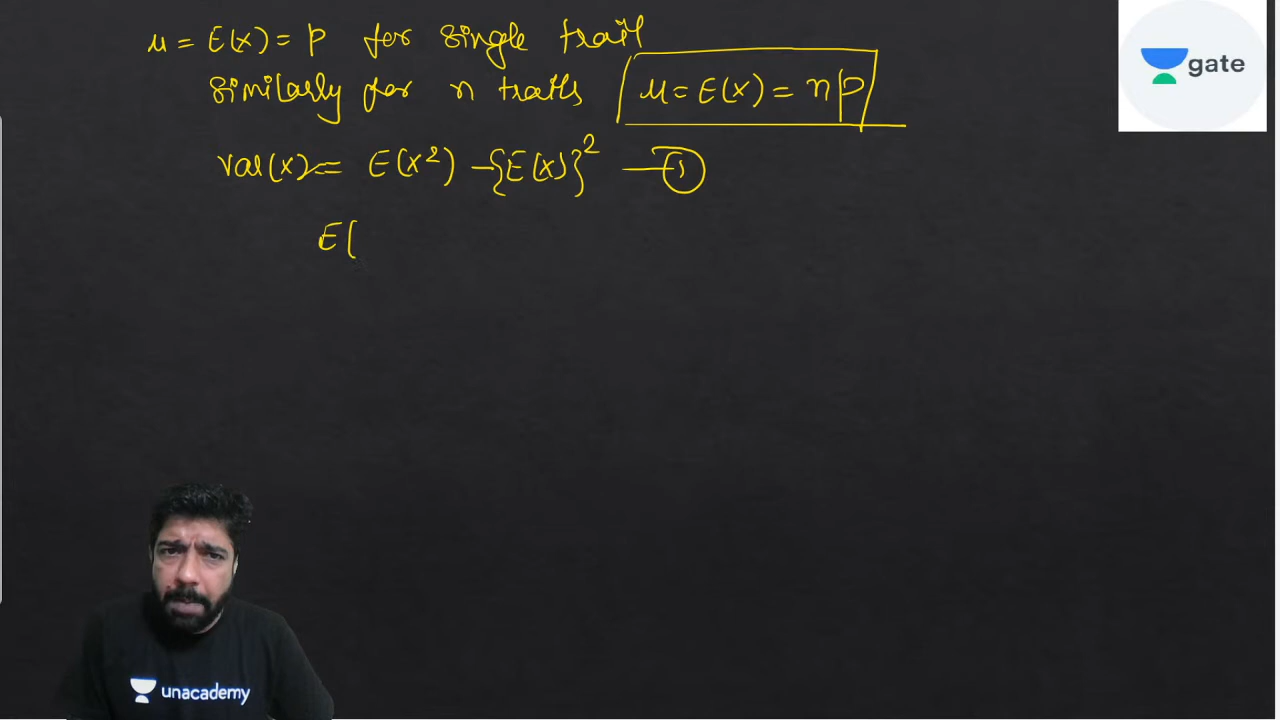 μ = E(x) = p for single trail
similarly for n trails μ = E(x) = np
var(x) = E(x²) - {E(x)}² — ①
E(
gate
unacademy